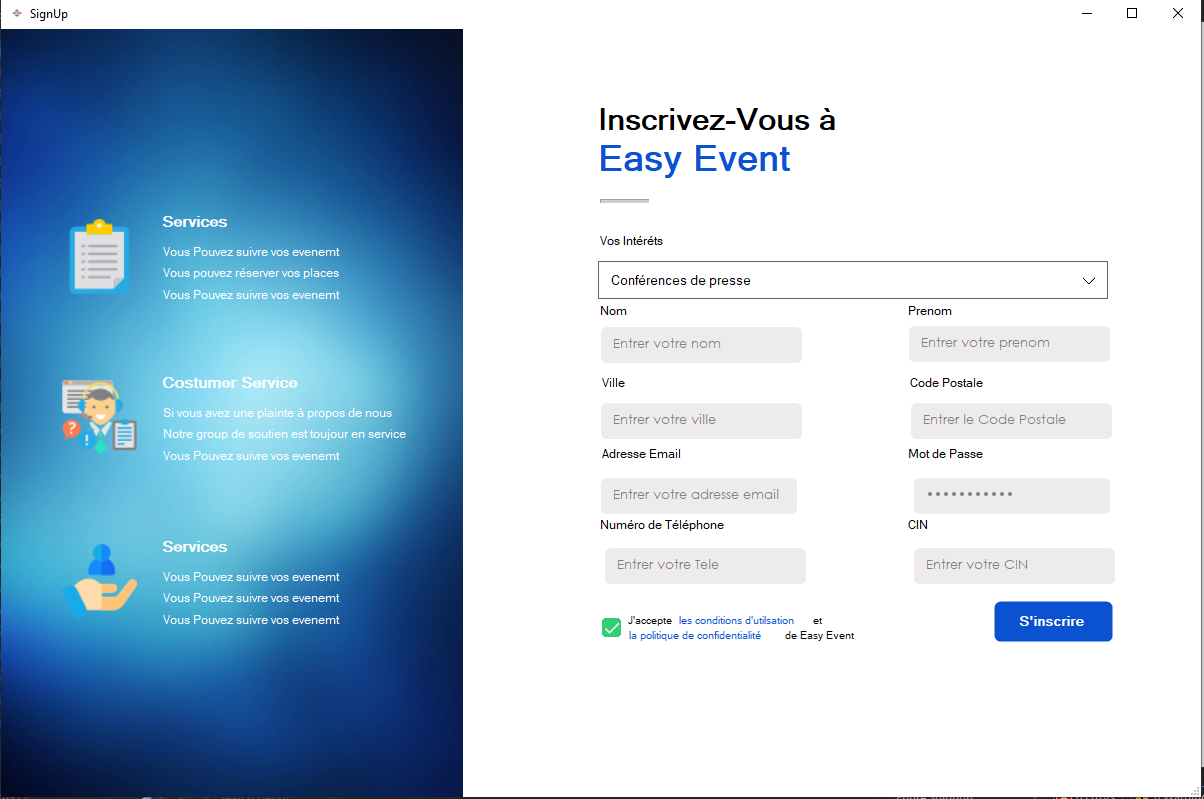 SignUp
Services
Vous Pouvez suivre vos evenemt
Vous pouvez réserver vos places
Vous Pouvez suivre vos evenemt
Costumer Service
Si vous avez une plainte à propos de nous
Notre group de soutien est toujour en service
Vous Pouvez suivre vos evenemt
Services
Vous Pouvez suivre vos evenemt
Vous Pouvez suivre vos evenemt
Vous Pouvez suivre vos evenemt
Inscrivez-Vous à
Easy Event
Vos Intéréts
Conférences de presse
Nom Prenom
Entrer votre nom Entrer votre prenom
Ville Code Postale
Entrer votre ville Entrer le Code Postale
Adresse Email Mot de Passe
Entrer votre adresse email •••••••••••
Numéro de Téléphone CIN
Entrer votre Tele Entrer votre CIN
J'accepte les conditions d'utilsation et
la politique de confidentialité de Easy Event
S'inscrire